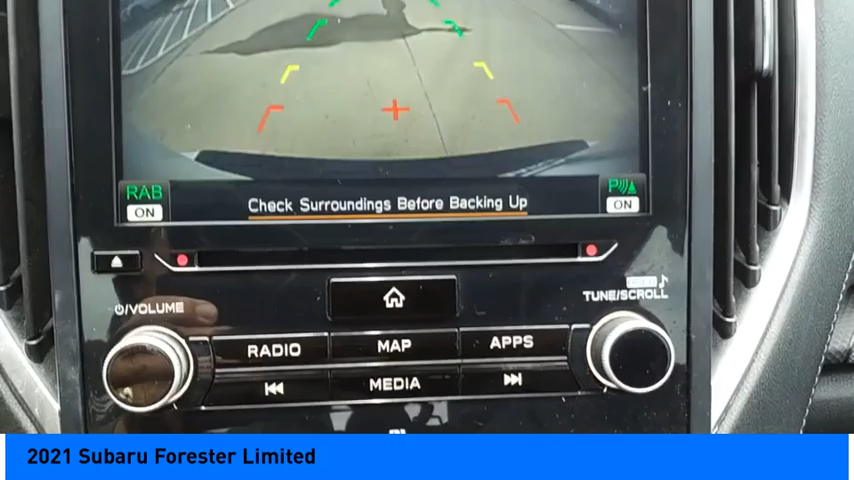 RAB
ON
Check Surroundings Before Backing Up
P
ON
/VOLUME
TUNE/SCROLL
RADIO
MAP
APPS
MEDIA
2021 Subaru Forester Limited